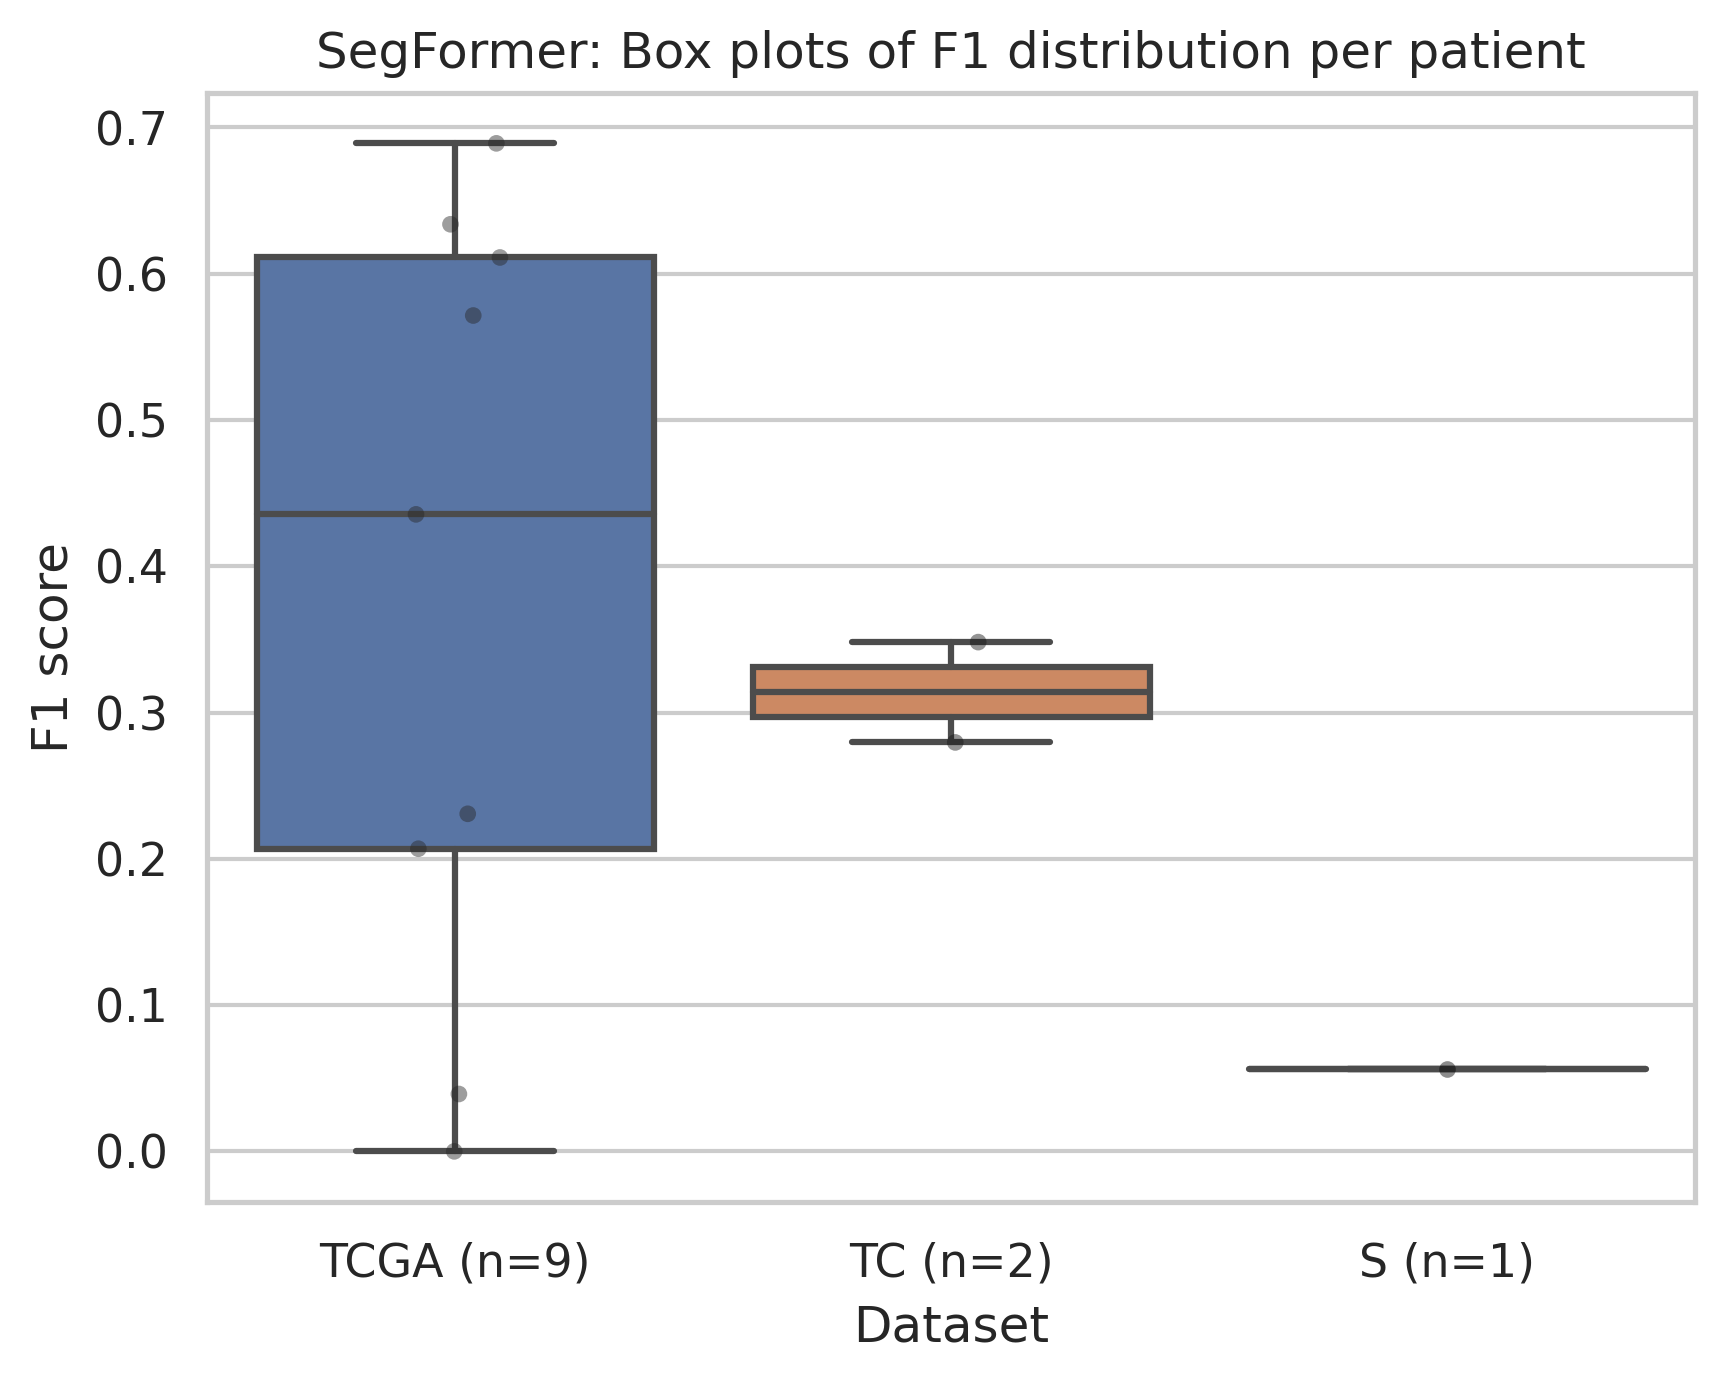 SegFormer: Box plots of F1 distribution per patient
F1 score
0.7
0.6
0.5
0.4
0.3
0.2
0.1
0.0
TCGA (n=9)
TC (n=2)
S (n=1)
Dataset